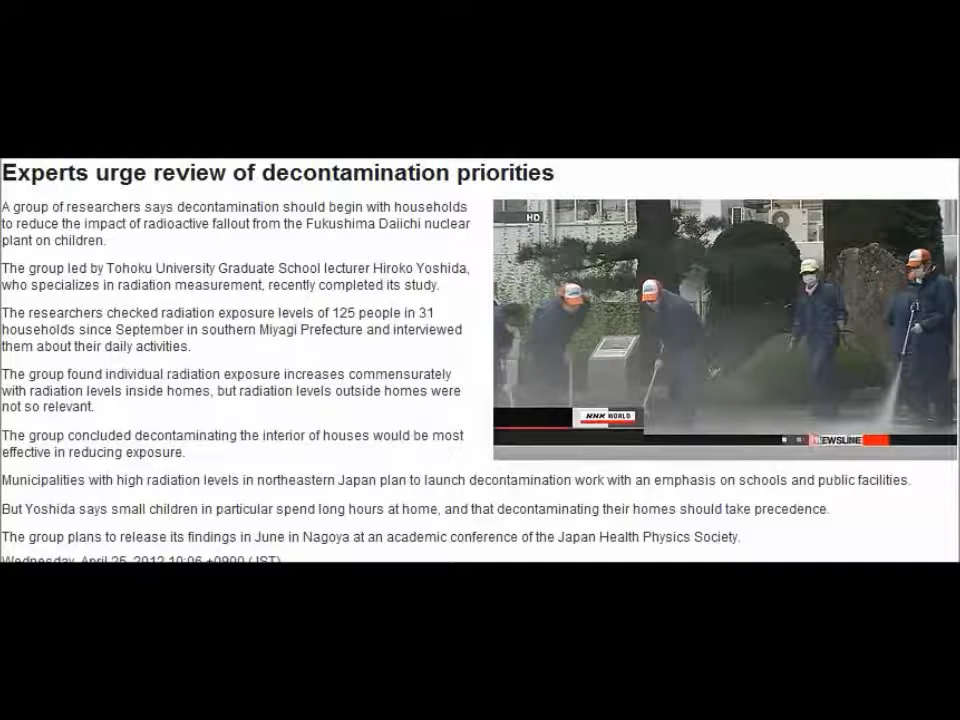 Experts urge review of decontamination priorities
A group of researchers says decontamination should begin with households
to reduce the impact of radioactive fallout from the Fukushima Daiichi nuclear
plant on children.
The group led by Tohoku University Graduate School lecturer Hiroko Yoshida,
who specializes in radiation measurement, recently completed its study.
The researchers checked radiation exposure levels of 125 people in 31
households since September in southern Miyagi Prefecture and interviewed
them about their daily activities.
The group found individual radiation exposure increases commensurately
with radiation levels inside homes, but radiation levels outside homes were
not so relevant.
The group concluded decontaminating the interior of houses would be most
effective in reducing exposure.
HD
NHK WORLD
NEWSLINE
Municipalities with high radiation levels in northeastern Japan plan to launch decontamination work with an emphasis on schools and public facilities.
But Yoshida says small children in particular spend long hours at home, and that decontaminating their homes should take precedence.
The group plans to release its findings in June in Nagoya at an academic conference of the Japan Health Physics Society.
Wednesday, April 25, 2012 10:06 +0900 (JST)